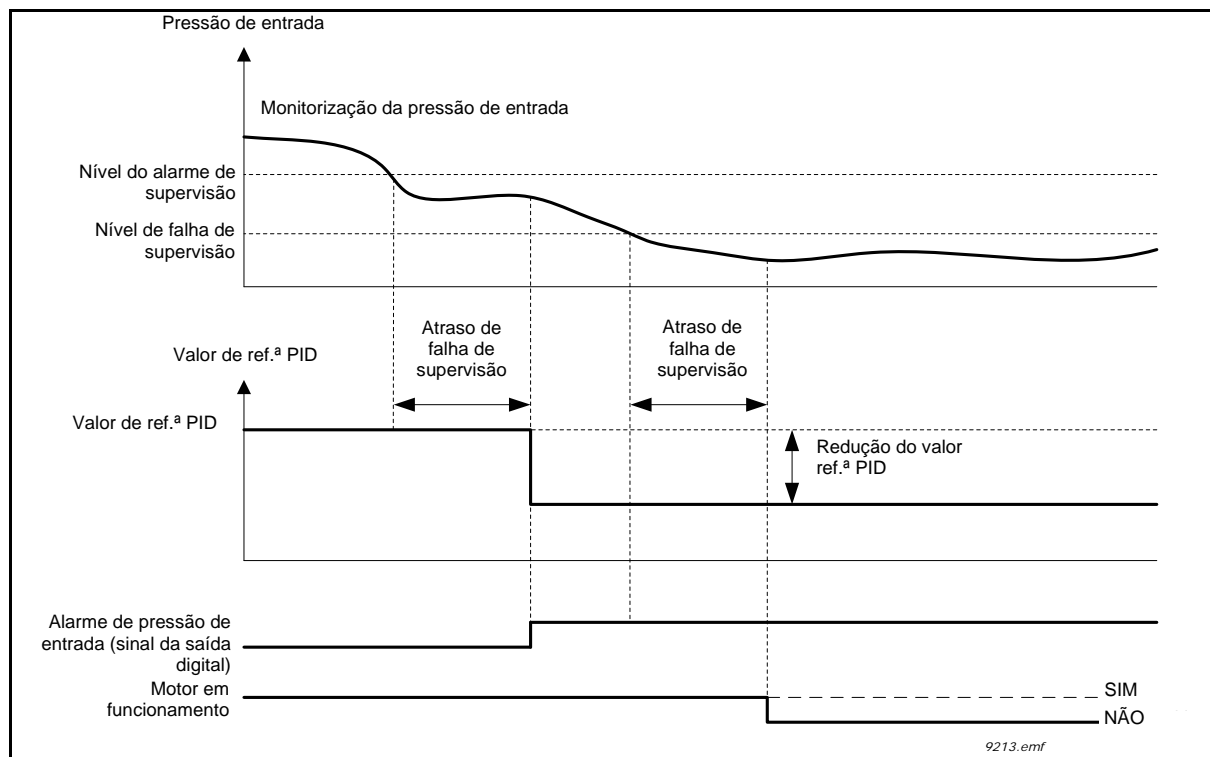 Pressão de entrada
Monitorização da pressão de entrada
Nível do alarme de
supervisão
Nível de falha de
supervisão
Atraso de
falha de
supervisão
Atraso de
falha de
supervisão
Valor de ref.ª PID
Valor de ref.ª PID
Redução do valor
ref.ª PID
Alarme de pressão de
entrada (sinal da saída
digital)
Motor em
funcionamento
SIM
NÃO
9213.emf